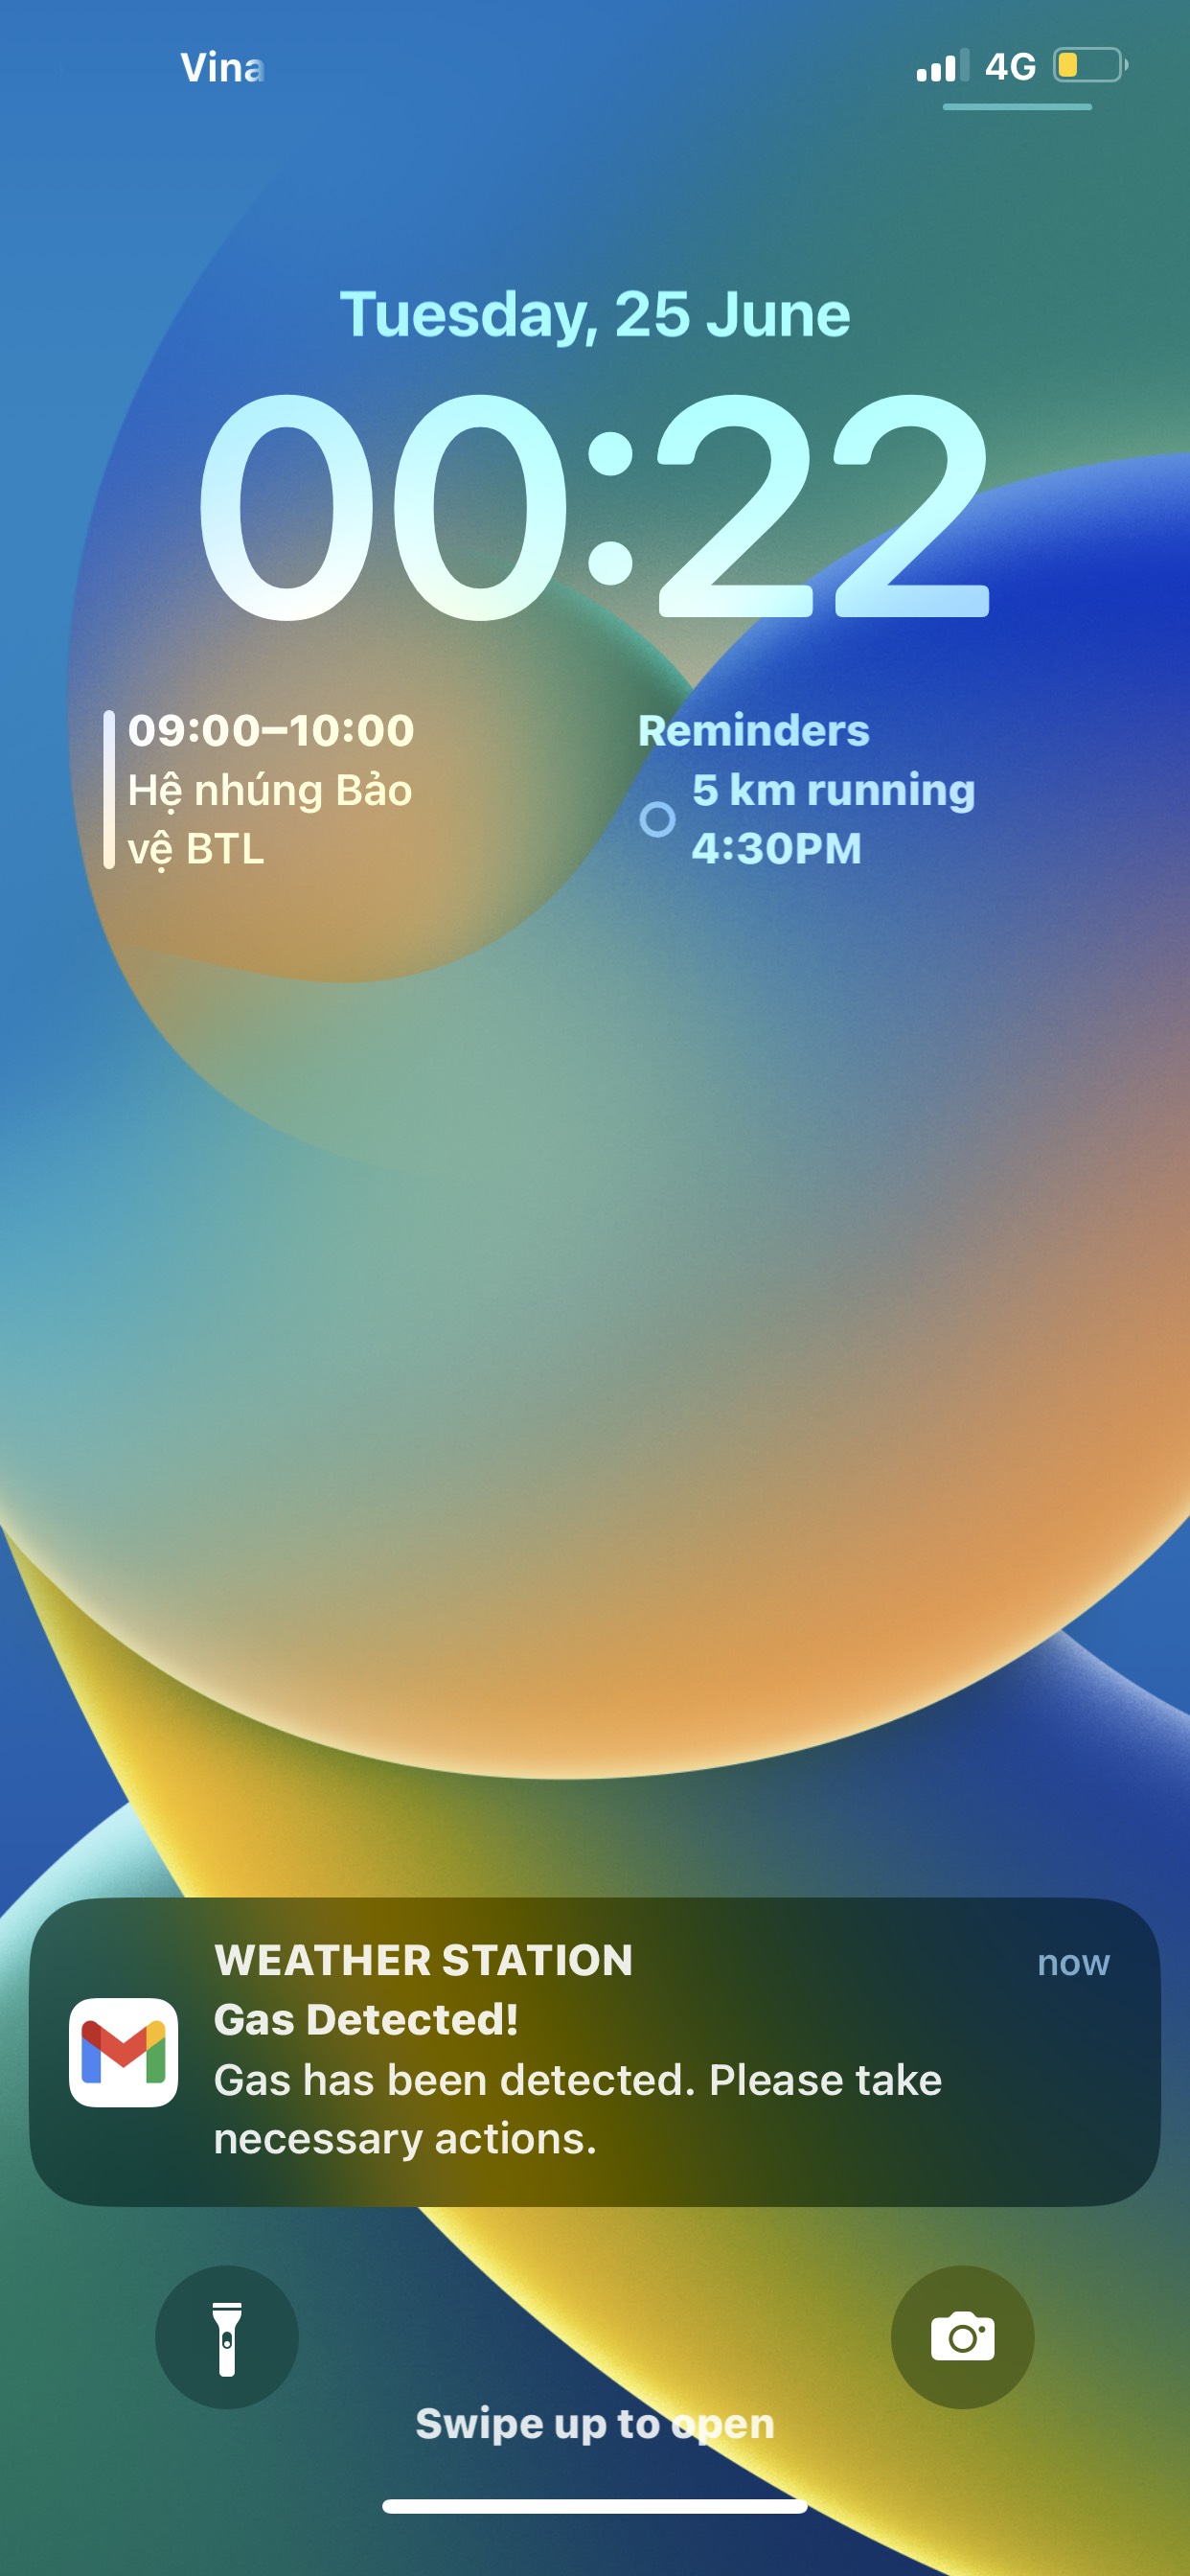 Vina
4G
Tuesday, 25 June
00:22
09:00–10:00
Hệ nhúng Bảo
vệ BTL
Reminders
5 km running
4:30PM
WEATHER STATION
now
Gas Detected!
Gas has been detected. Please take
necessary actions.
Swipe up to open